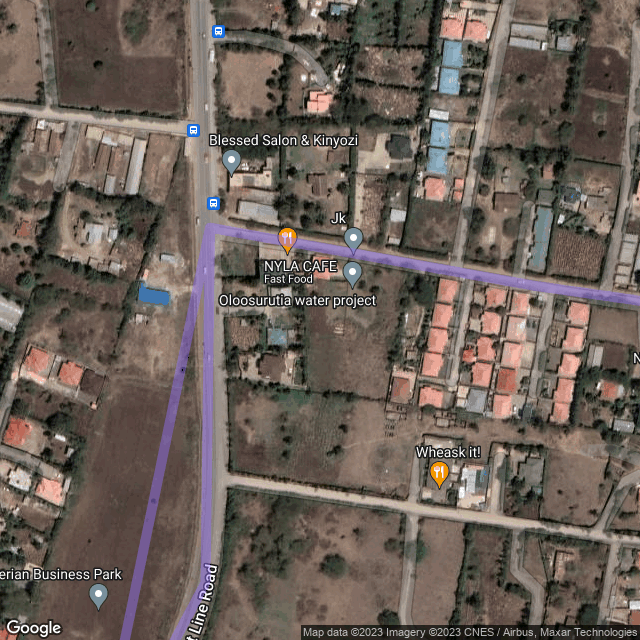 Blessed Salon & Kinyozi
Jk
NYLA CAFE
Fast Food
Oloosurutia water project
N
Wheask it!
erian Business Park
t Line Road
Google
Map data ©2023 Imagery ©2023 CNES / Airbus, Maxar Technologies